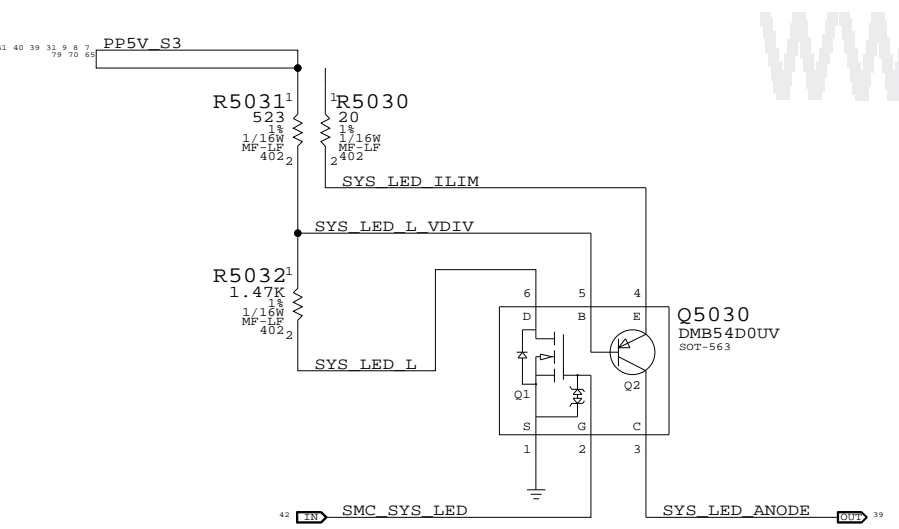 41 40 39 31 9 8 7
79 70 65
PP5V_S3
R5031
1
523
1%
1/16W
MF-LF
402
2
1
R5030
20
1%
1/16W
MF-LF
402
2
SYS_LED_ILIM
SYS_LED_L_VDIV
R5032
1
1.47K
1%
1/16W
MF-LF
402
2
SYS_LED_L
6 5 4
D B E
Q5030
DMB54D0UV
SOT-563
Q1
Q2
S G C
1 2 3
42 IN SMC_SYS_LED
SYS_LED_ANODE OUT 39